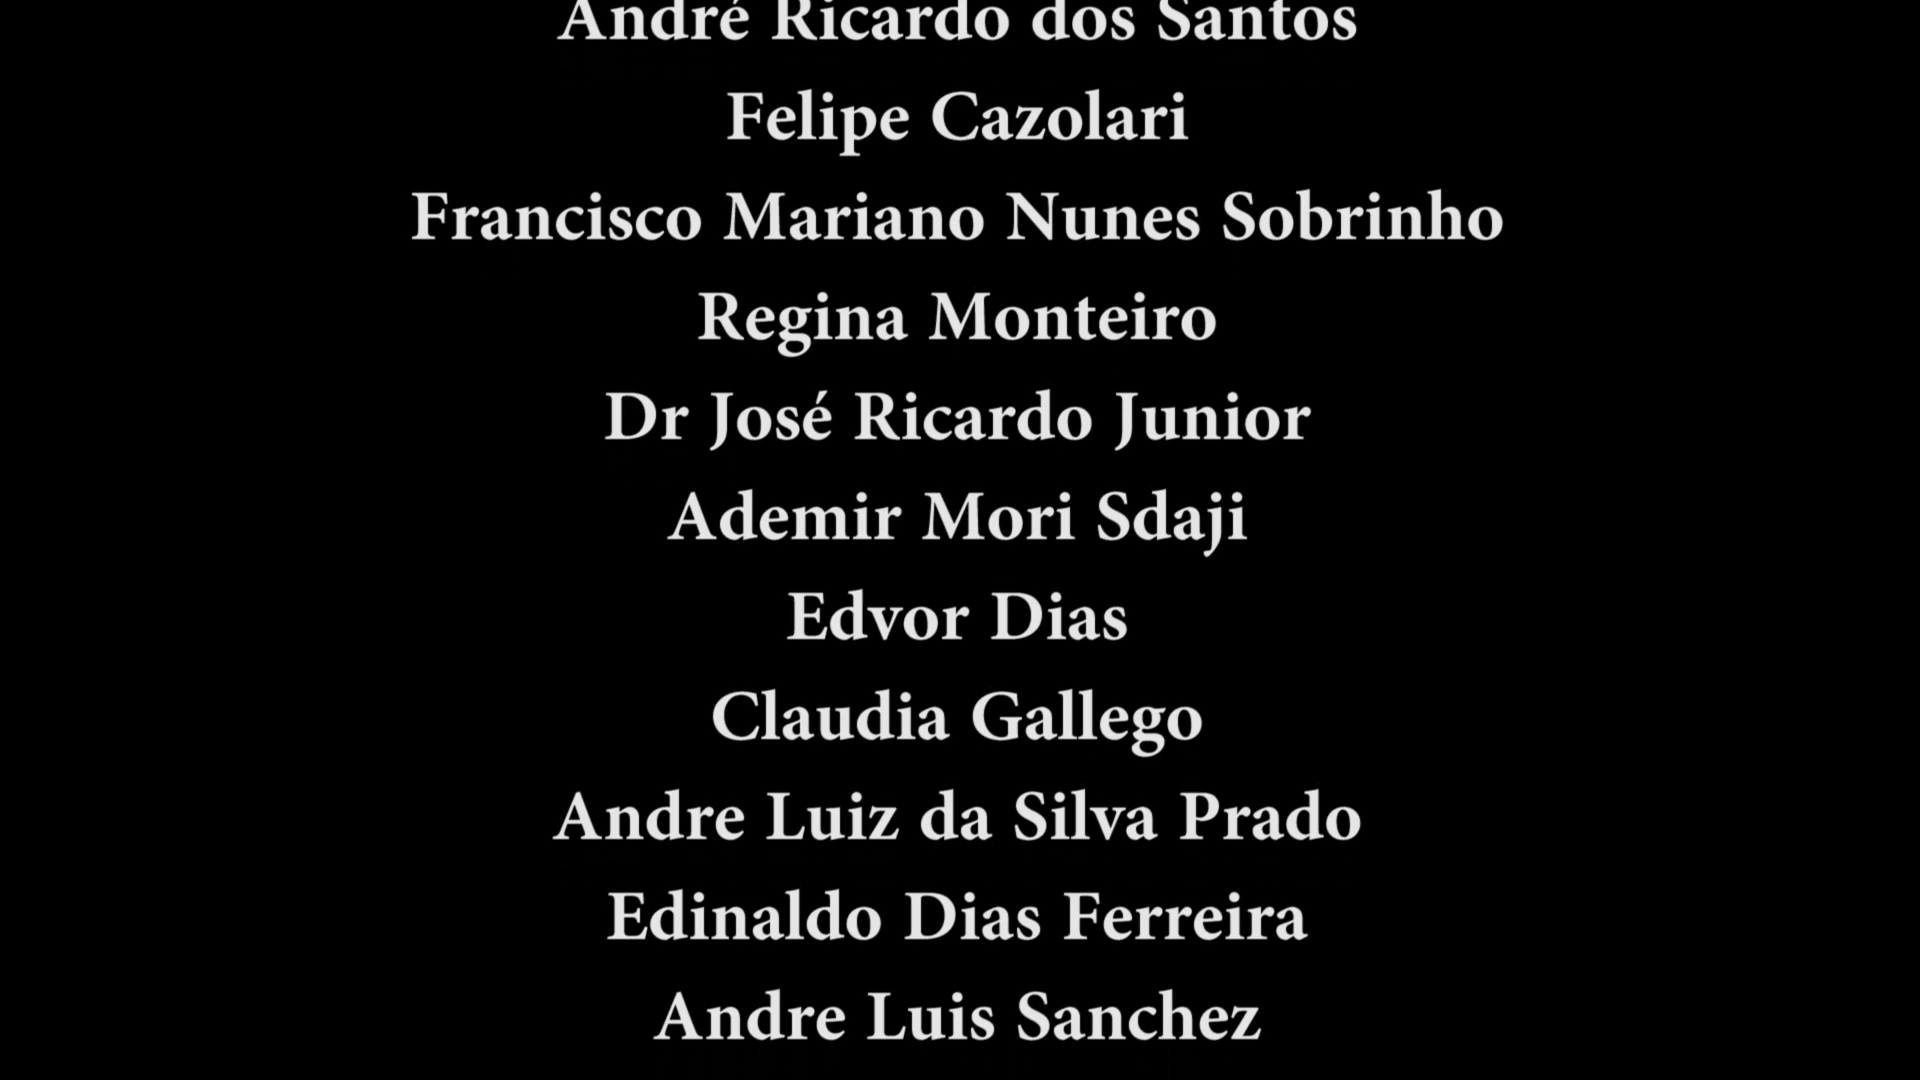 André Ricardo dos Santos
Felipe Cazolari
Francisco Mariano Nunes Sobrinho
Regina Monteiro
Dr José Ricardo Junior
Ademir Mori Sdaji
Edvor Dias
Claudia Gallego
Andre Luiz da Silva Prado
Edinaldo Dias Ferreira
Andre Luis Sanchez